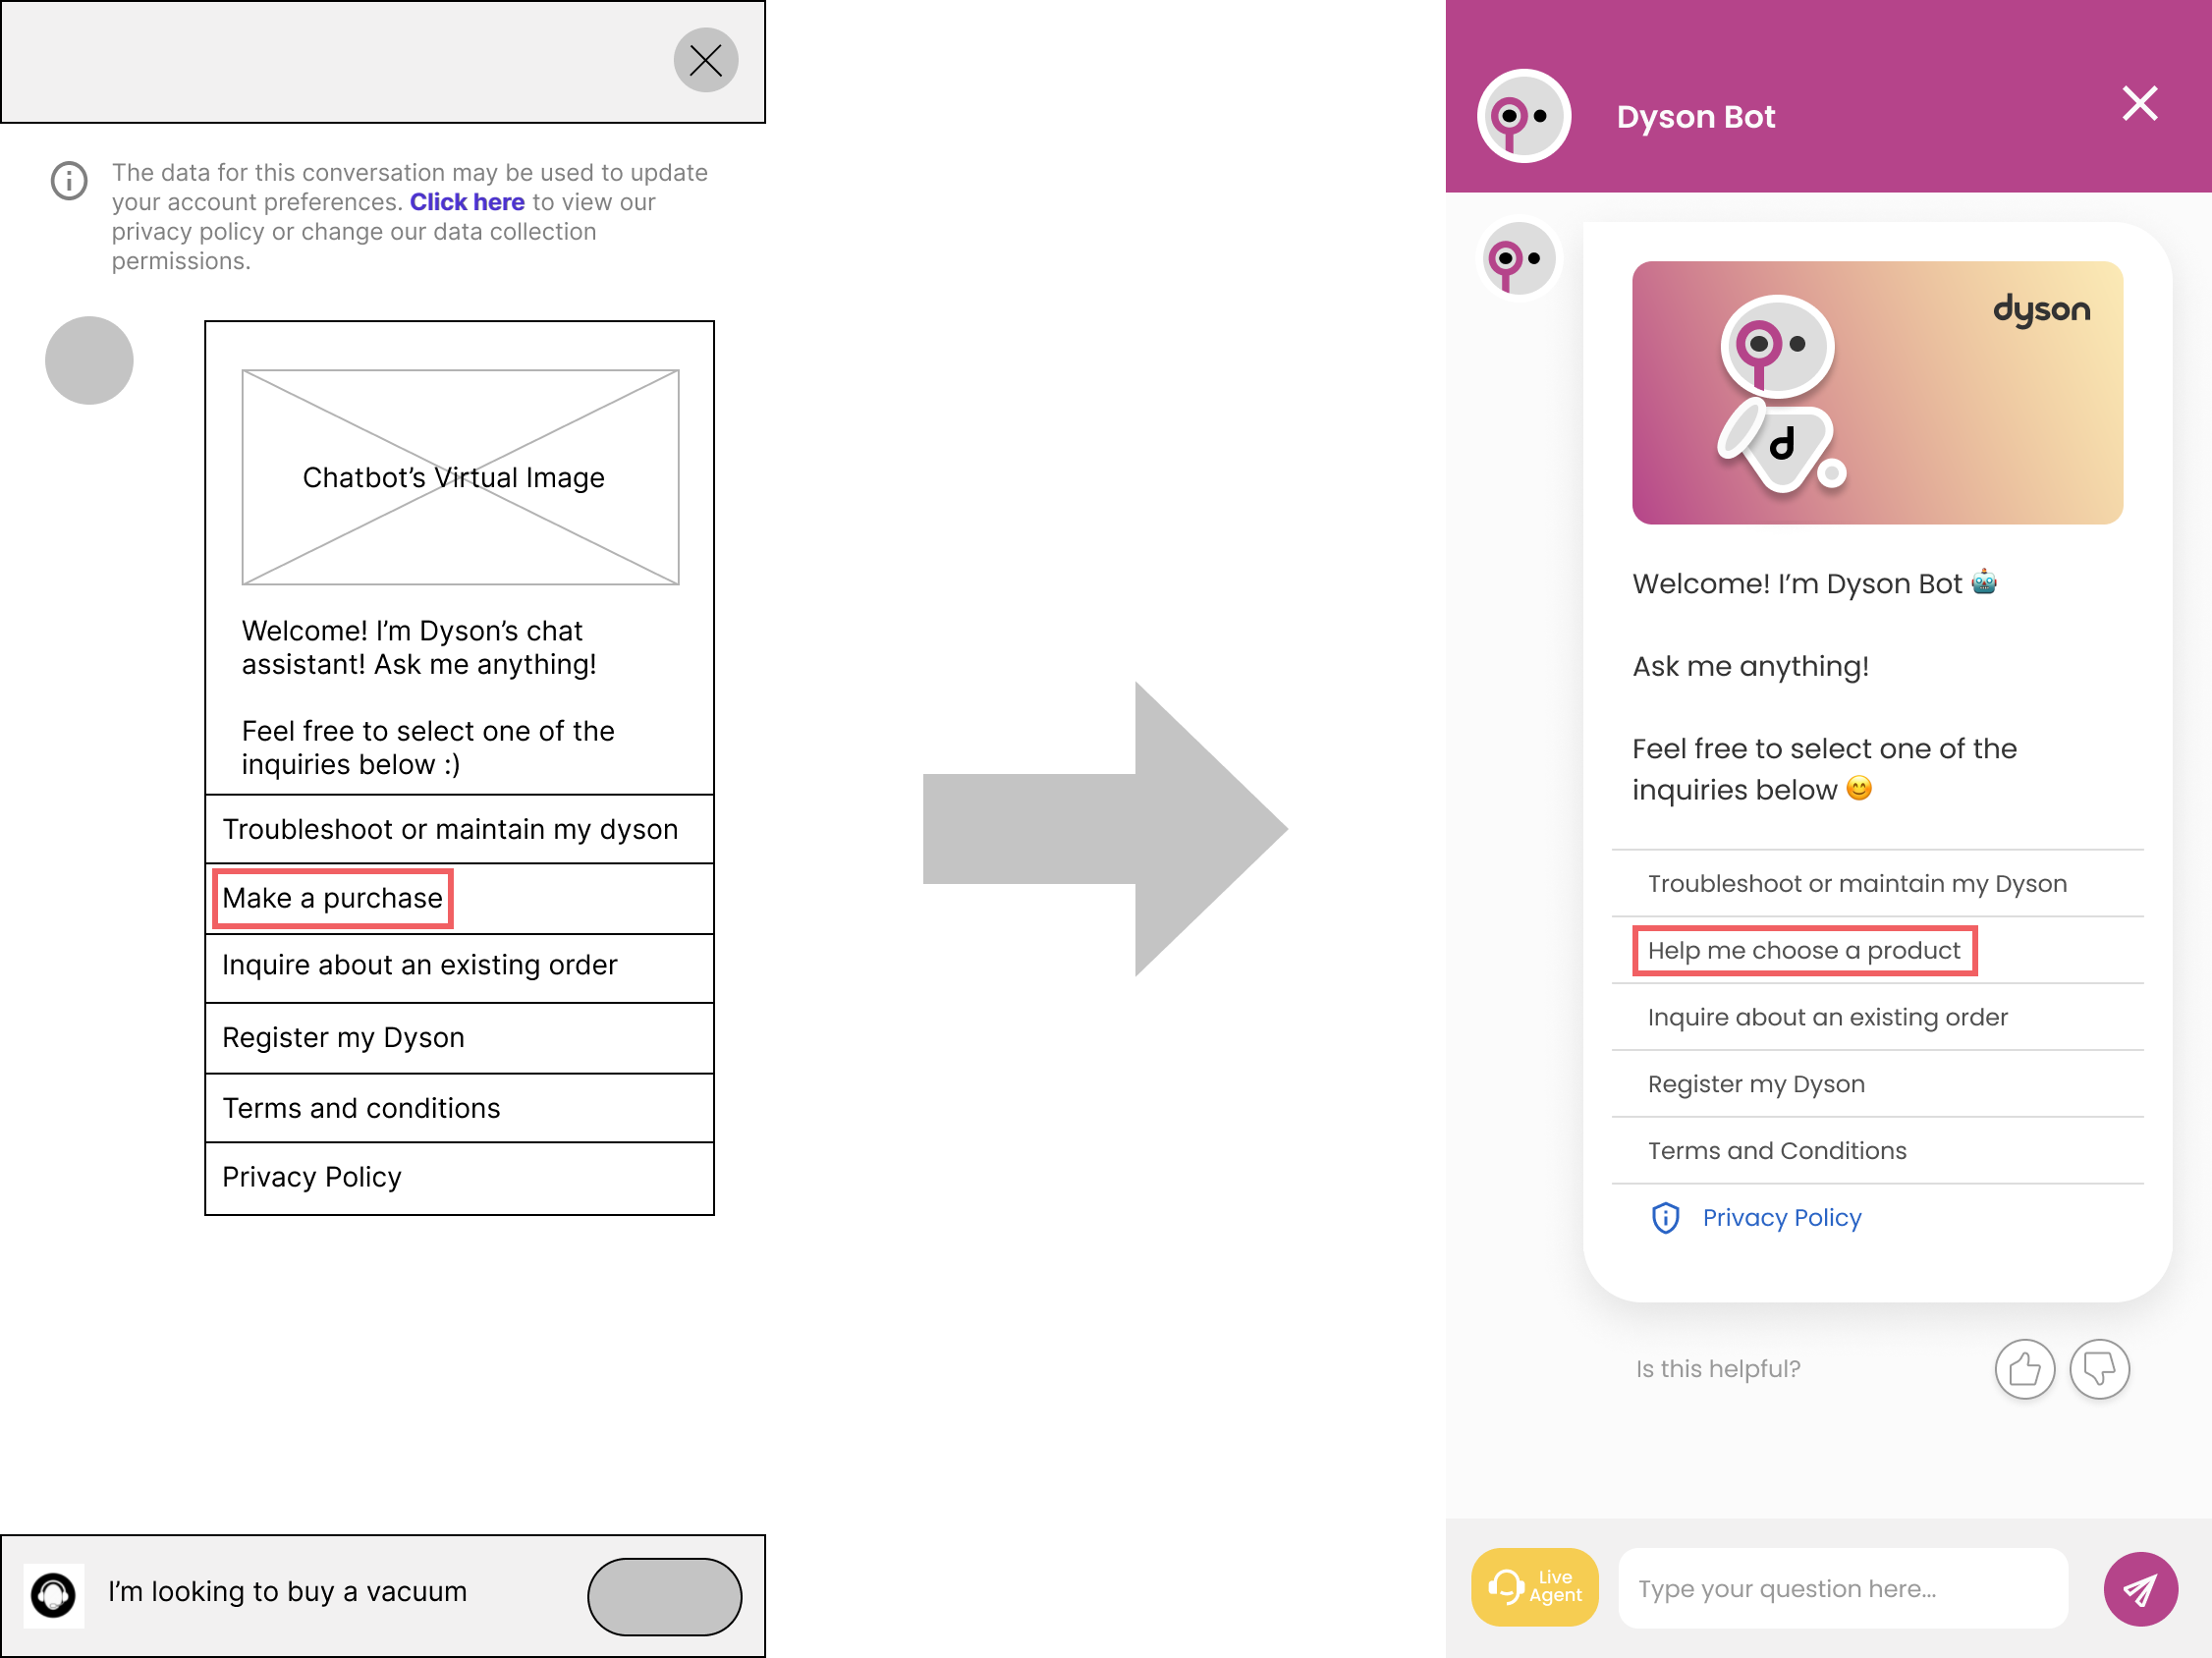 The data for this conversation may be used to update
your account preferences. Click here to view our
privacy policy or change our data collection
permissions.
Chatbot’s Virtual Image
Welcome! I’m Dyson’s chat
assistant! Ask me anything!
Feel free to select one of the
inquiries below :)
Troubleshoot or maintain my dyson
Make a purchase
Inquire about an existing order
Register my Dyson
Terms and conditions
Privacy Policy
I’m looking to buy a vacuum
Dyson Bot
dyson
d
Welcome! I’m Dyson Bot 🤖
Ask me anything!
Feel free to select one of the
inquiries below 😊
Troubleshoot or maintain my Dyson
Help me choose a product
Inquire about an existing order
Register my Dyson
Terms and Conditions
Privacy Policy
Is this helpful?
Live
Agent
Type your question here...